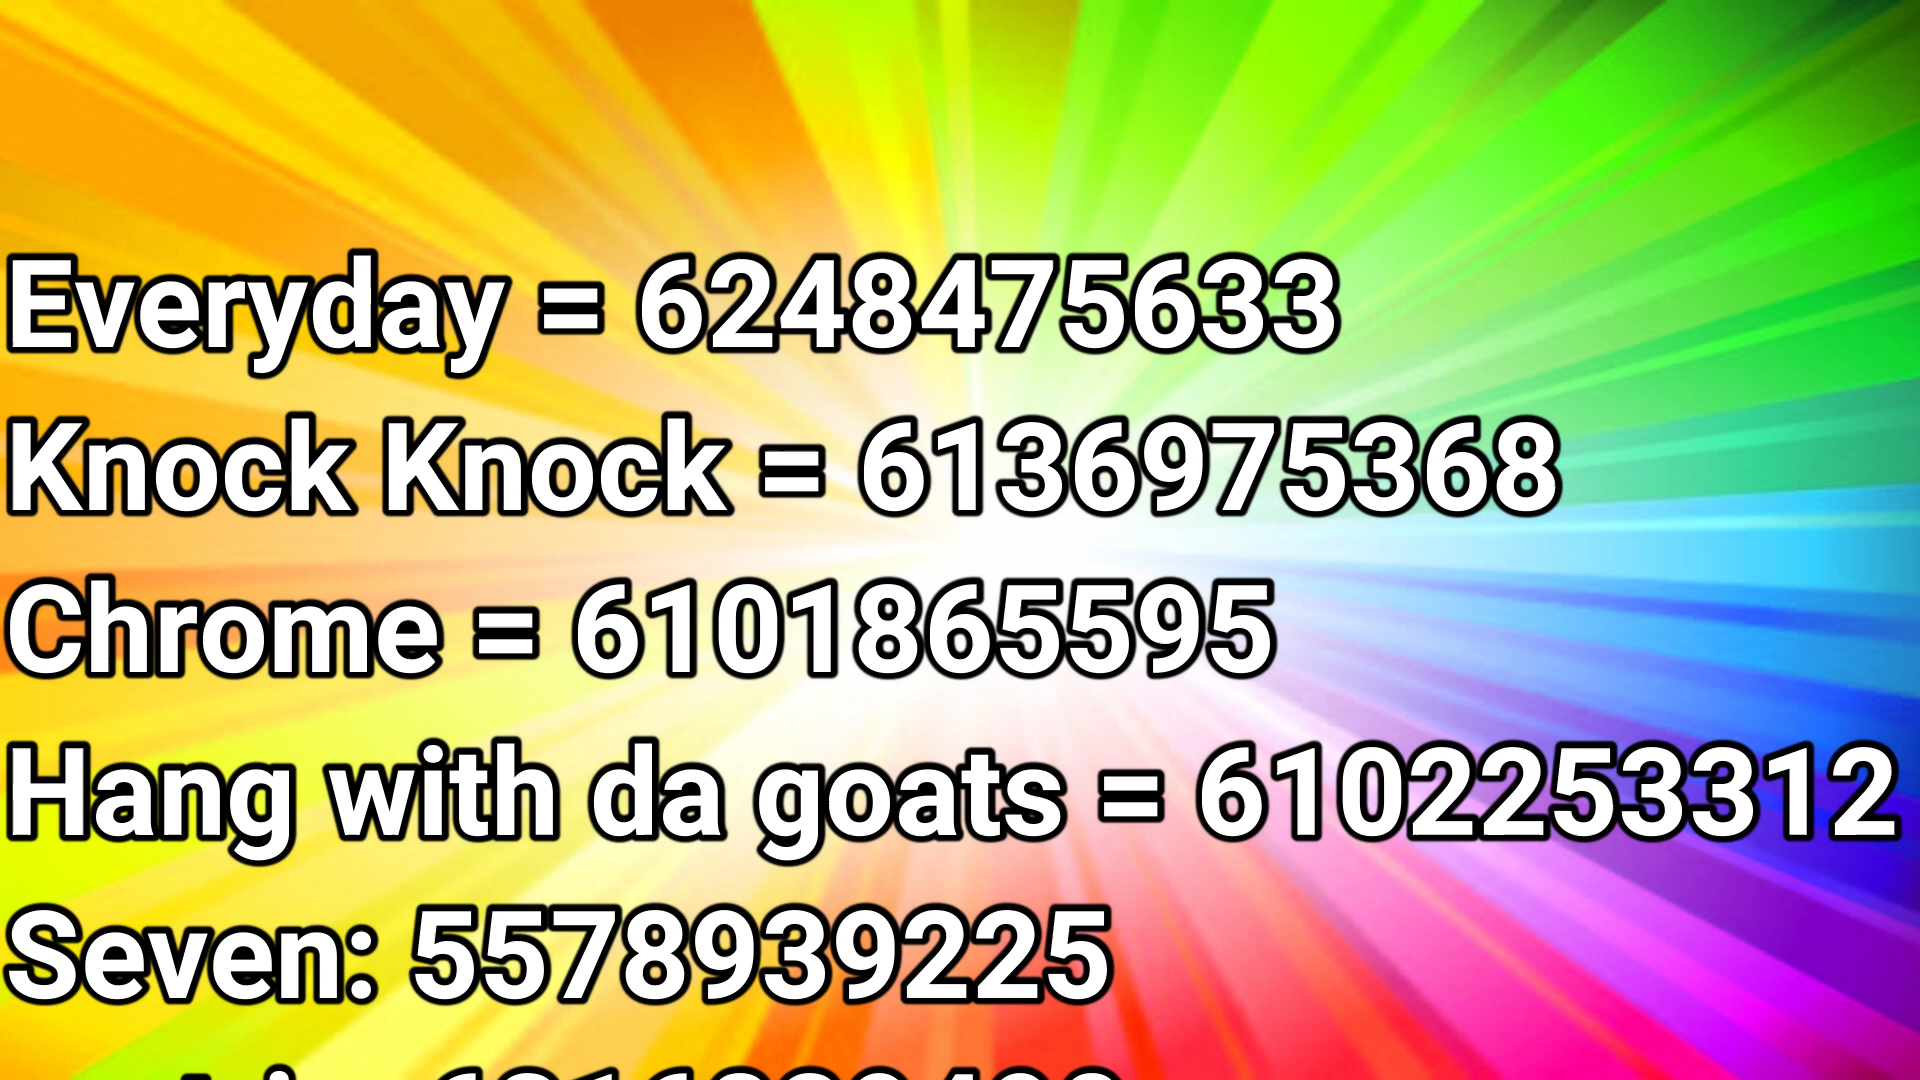 Everyday = 6248475633
Knock Knock = 6136975368
Chrome = 6101865595
Hang with da goats = 6102253312
Seven: 5578939225